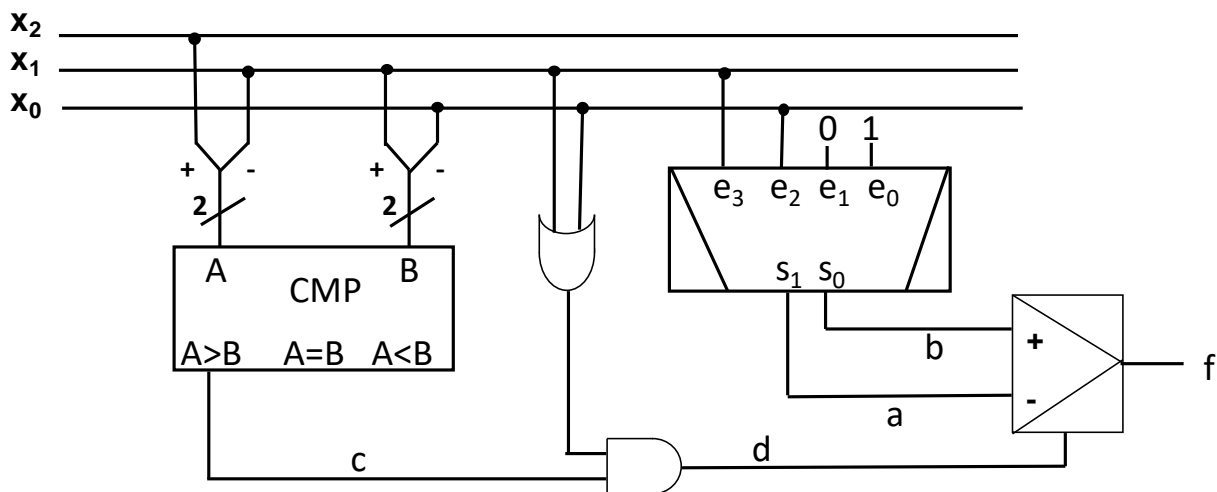 x₂
x₁
x₀
0 1
+ - + -
2 2
e₃ e₂ e₁ e₀
A B
CMP
s₁ s₀
A>B A=B A<B
b
+
f
-
a
c
d